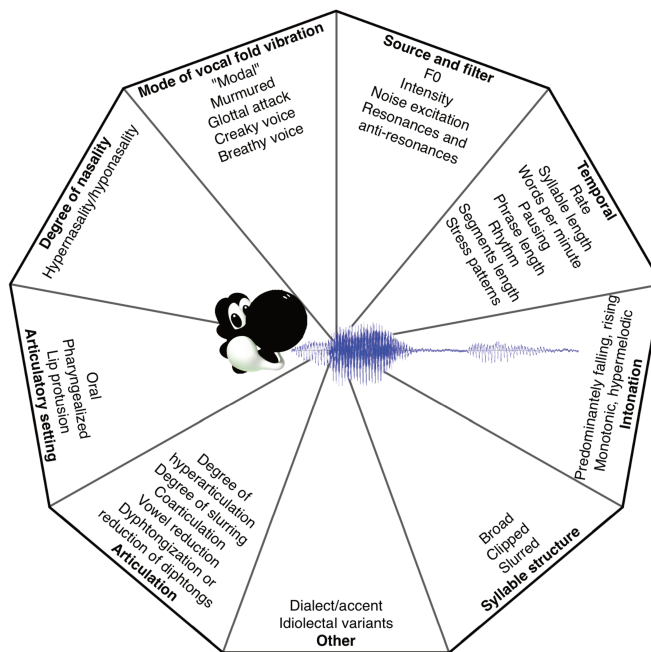 Mode of vocal fold vibration
"Modal"
Murmured
Glottal attack
Creaky voice
Breathy voice
Source and filter
F0
Intensity
Noise excitation
Resonances and
anti-resonances
Temporal
Rate
Syllable length
Words per minute
Pausing
Phrase length
Rhythm
Segments length
Stress patterns
Predominantely falling, rising
Monotonic, hypermelodic
Intonation
Broad
Clipped
Slurred
Syllable structure
Dialect/accent
Idiolectal variants
Other
Degree of
hyperarticulation
Degree of slurring
Coarticulation
Vowel reduction
Dyphtongization or
reduction of diphtongs
Articulation
Oral
Pharyngealized
Lip protusion
Articulatory setting
Degree of nasality
Hypernasality/hyponasality